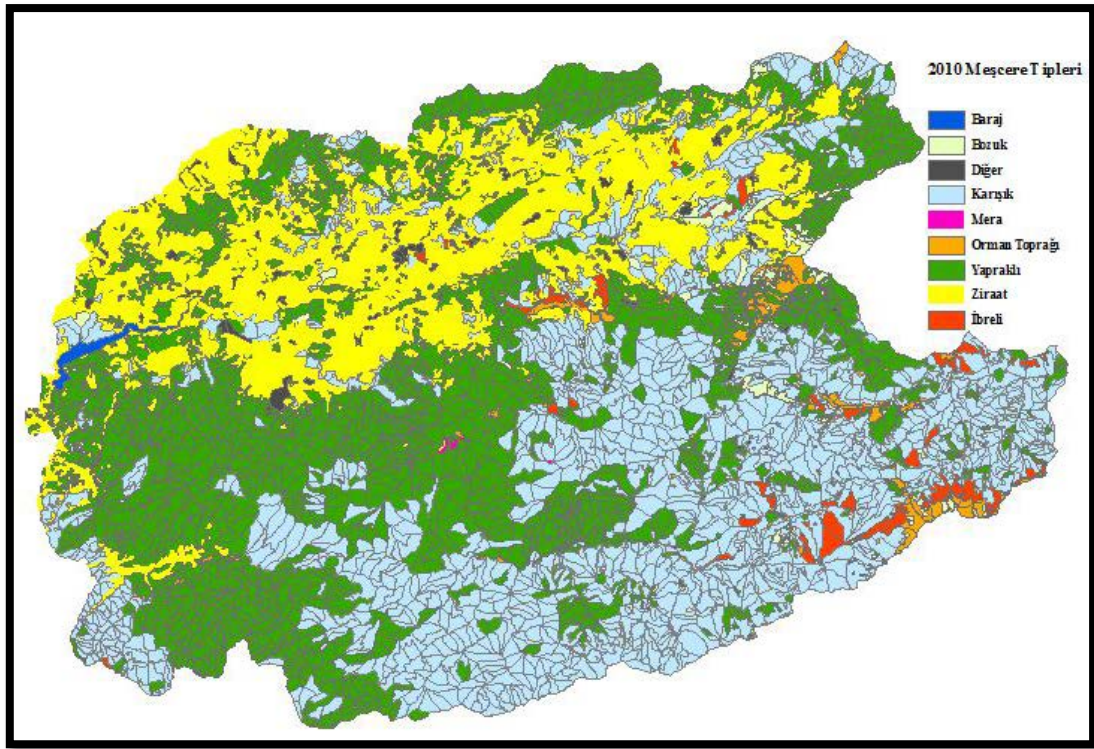 2010 Meşcere Tipleri
Baraj
Bozuk
Diğer
Karışık
Mera
Orman Toprağı
Yapraklı
Ziraat
İbreli